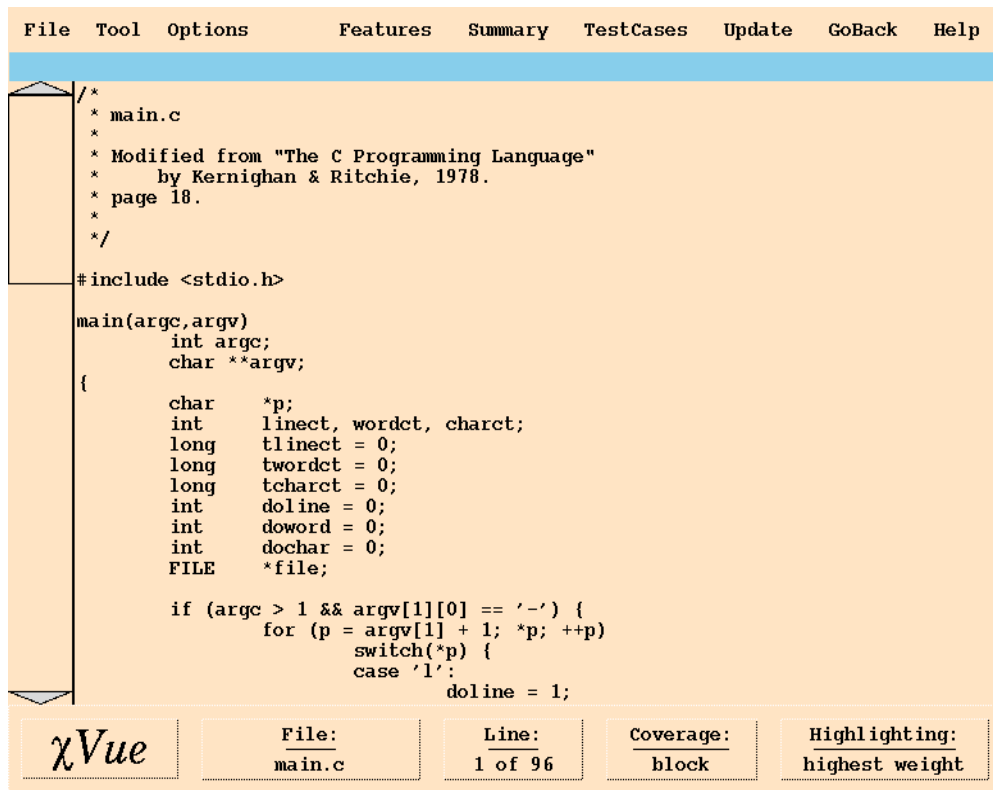 File Tool Options Features Summary TestCases Update GoBack Help
/*
 * main.c
 *
 * Modified from "The C Programming Language"
 *      by Kernighan & Ritchie, 1978.
 * page 18.
 *
 */
#include <stdio.h>
main(argc,argv)
        int argc;
        char **argv;
{
        char    *p;
        int     linect, wordct, charct;
        long    tlinect = 0;
        long    twordct = 0;
        long    tcharct = 0;
        int     doline = 0;
        int     doword = 0;
        int     dochar = 0;
        FILE    *file;
        if (argc > 1 && argv[1][0] == '-') {
                for (p = argv[1] + 1; *p; ++p)
                        switch(*p) {
                        case 'l':
                                doline = 1;
χVue
File:
main.c
Line:
1 of 96
Coverage:
block
Highlighting:
highest weight